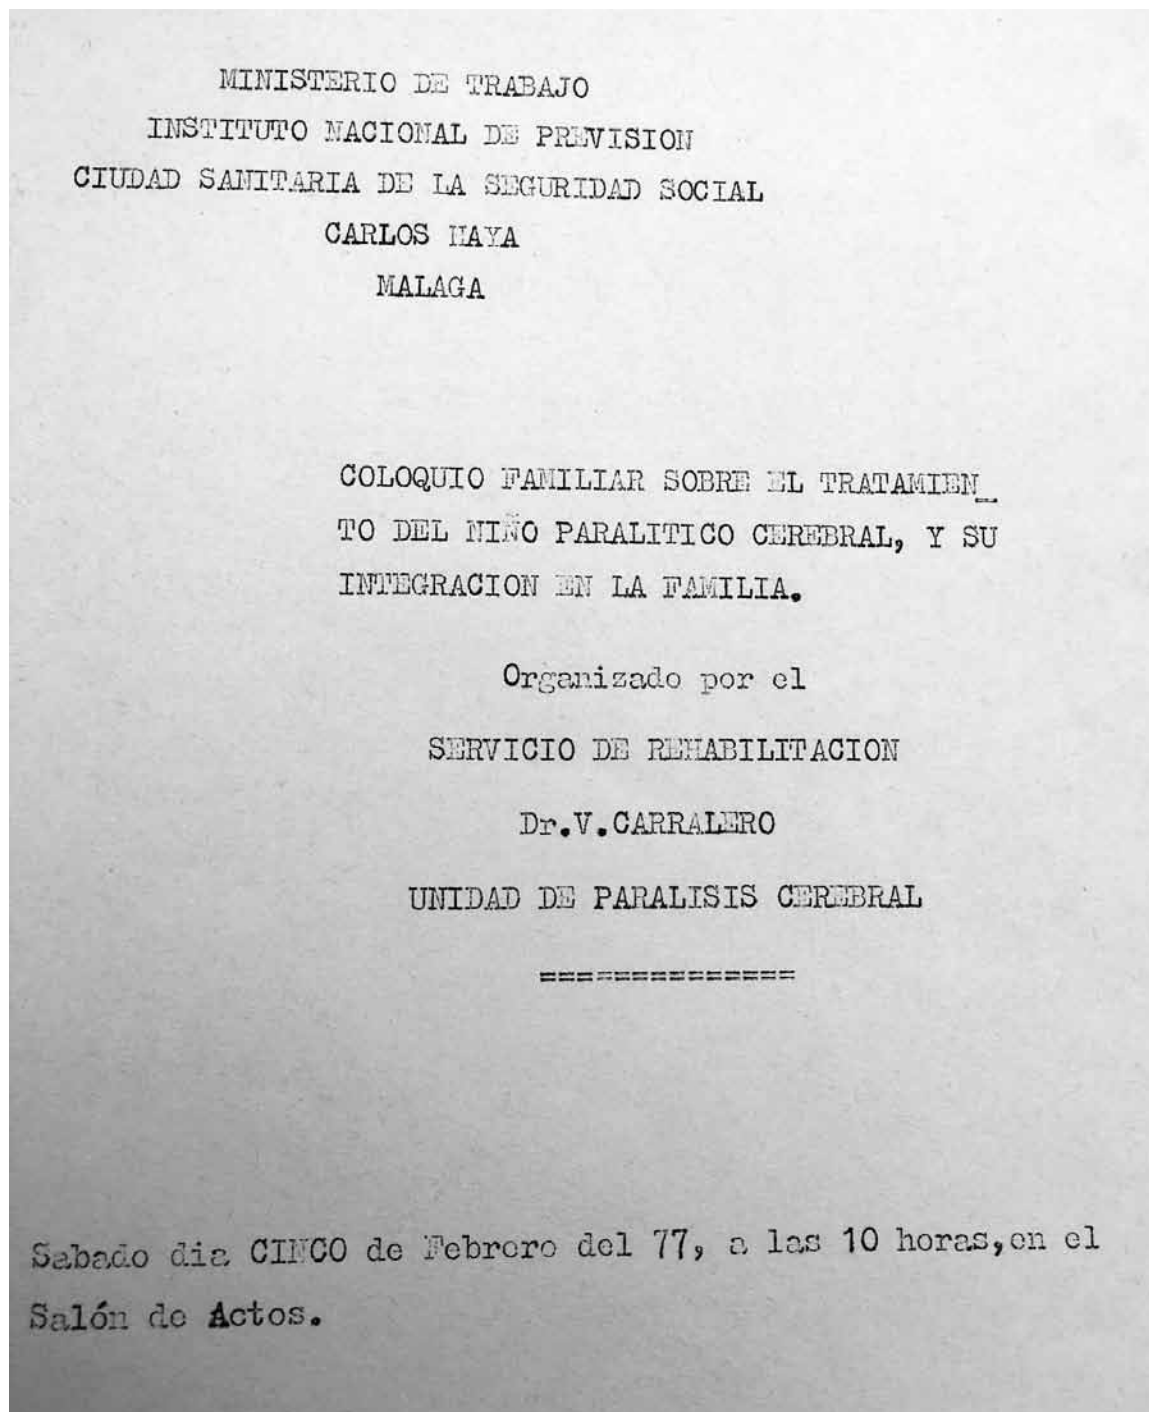 MINISTERIO DE TRABAJO
INSTITUTO NACIONAL DE PREVISION
CIUDAD SANITARIA DE LA SEGURIDAD SOCIAL
CARLOS HAYA
MALAGA
COLOQUIO FAMILIAR SOBRE EL TRATAMIEN_
TO DEL NIÑO PARALITICO CEREBRAL, Y SU
INTEGRACION EN LA FAMILIA.
Organizado por el
SERVICIO DE REHABILITACION
Dr.V.CARRALERO
UNIDAD DE PARALISIS CEREBRAL
==============
Sabado dia CINCO de Febrero del 77, a las 10 horas,en el
Salón de Actos.